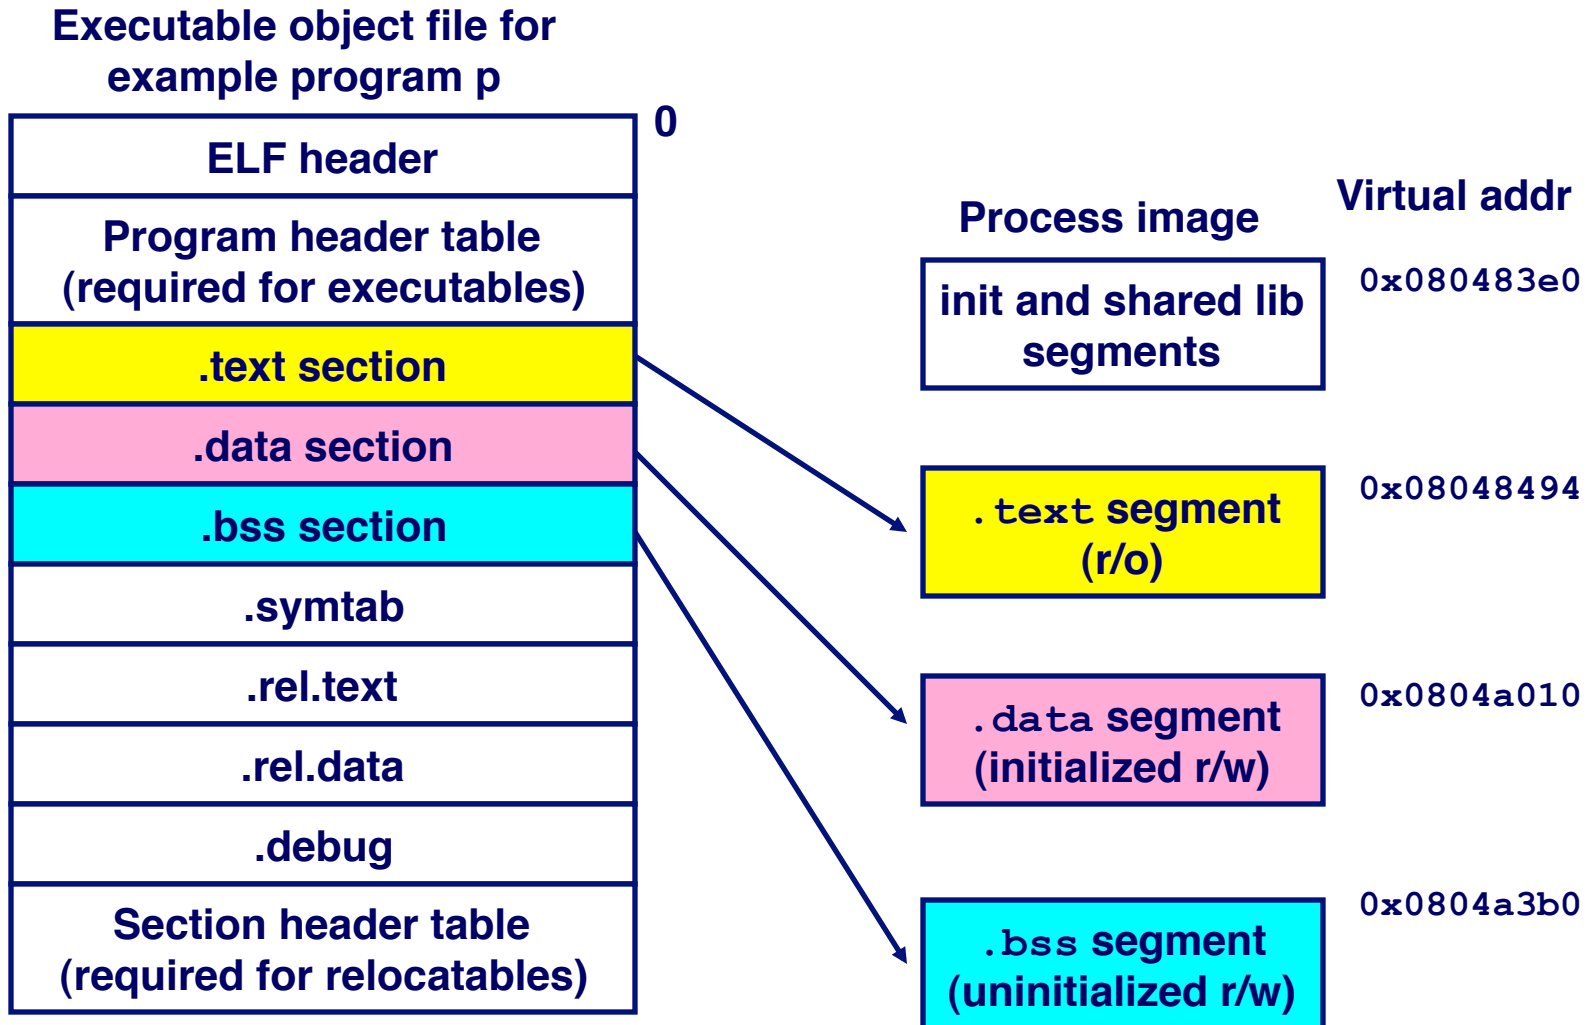 Executable object file for
example program p
0
ELF header
Program header table
(required for executables)
.text section
.data section
.bss section
.symtab
.rel.text
.rel.data
.debug
Section header table
(required for relocatables)
Process image
Virtual addr
init and shared lib
segments
0x080483e0
.text segment
(r/o)
0x08048494
.data segment
(initialized r/w)
0x0804a010
.bss segment
(uninitialized r/w)
0x0804a3b0